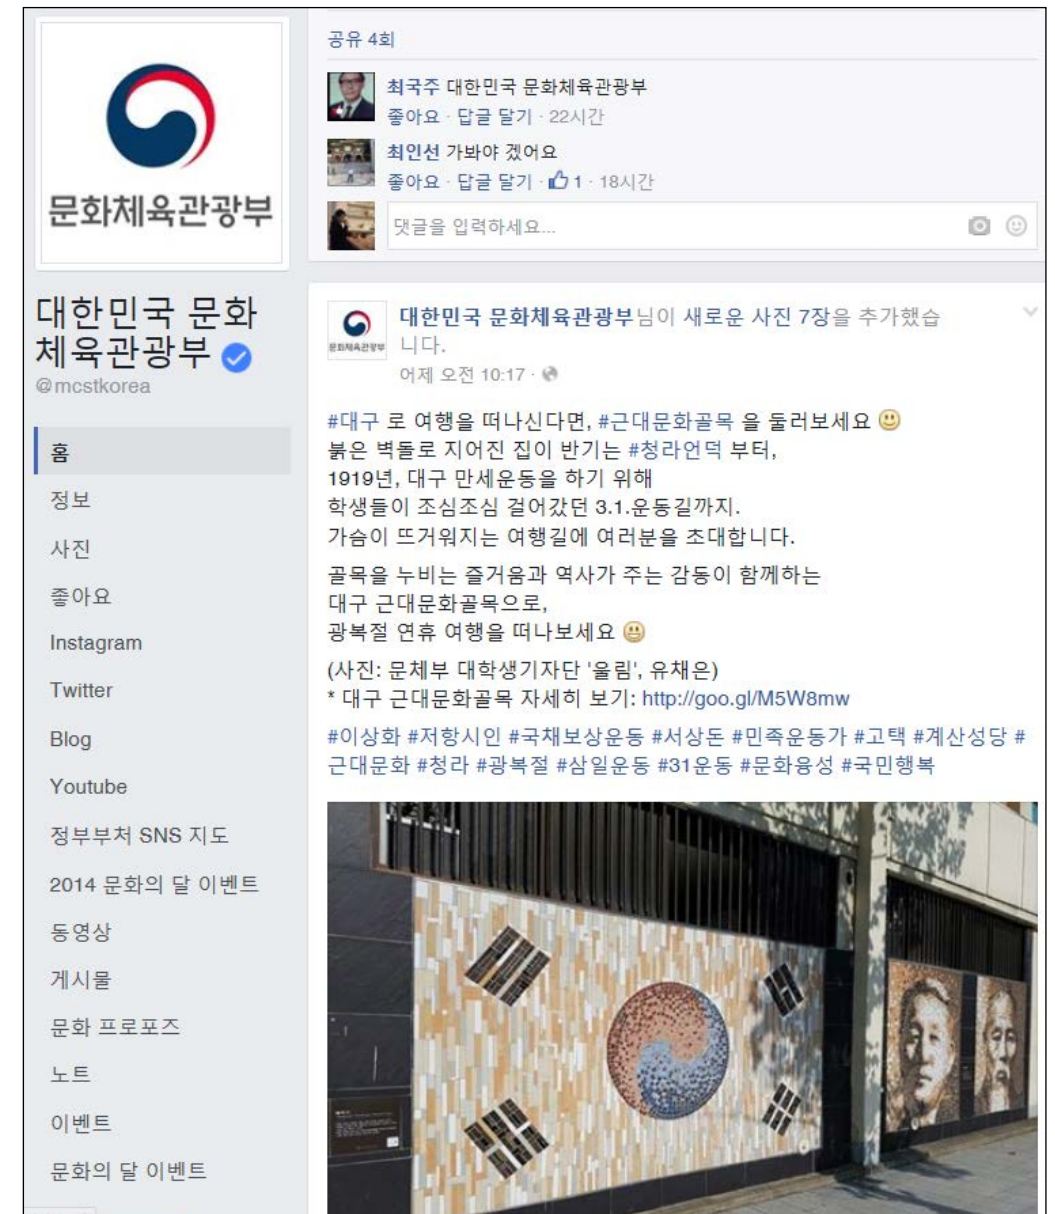 문화체육관광부
대한민국 문화
체육관광부
@mcstkorea
홈
정보
사진
좋아요
Instagram
Twitter
Blog
Youtube
정부부처 SNS 지도
2014 문화의 달 이벤트
동영상
게시물
문화 프로포즈
노트
이벤트
문화의 달 이벤트
공유 4회
최국주 대한민국 문화체육관광부
좋아요 · 답글 달기 · 22시간
최인선 가봐야 겠어요
좋아요 · 답글 달기 · 1 · 18시간
댓글을 입력하세요...
문화체육관광부
대한민국 문화체육관광부님이 새로운 사진 7장을 추가했습
니다.
어제 오전 10:17 ·
#대구 로 여행을 떠나신다면, #근대문화골목 을 둘러보세요
붉은 벽돌로 지어진 집이 반기는 #청라언덕 부터,
1919년, 대구 만세운동을 하기 위해
학생들이 조심조심 걸어갔던 3.1.운동길까지.
가슴이 뜨거워지는 여행길에 여러분을 초대합니다.
골목을 누비는 즐거움과 역사가 주는 감동이 함께하는
대구 근대문화골목으로,
광복절 연휴 여행을 떠나보세요
(사진: 문체부 대학생기자단 '울림', 유채은)
* 대구 근대문화골목 자세히 보기: http://goo.gl/M5W8mw
#이상화 #저항시인 #국채보상운동 #서상돈 #민족운동가 #고택 #계산성당 #
근대문화 #청라 #광복절 #삼일운동 #31운동 #문화융성 #국민행복